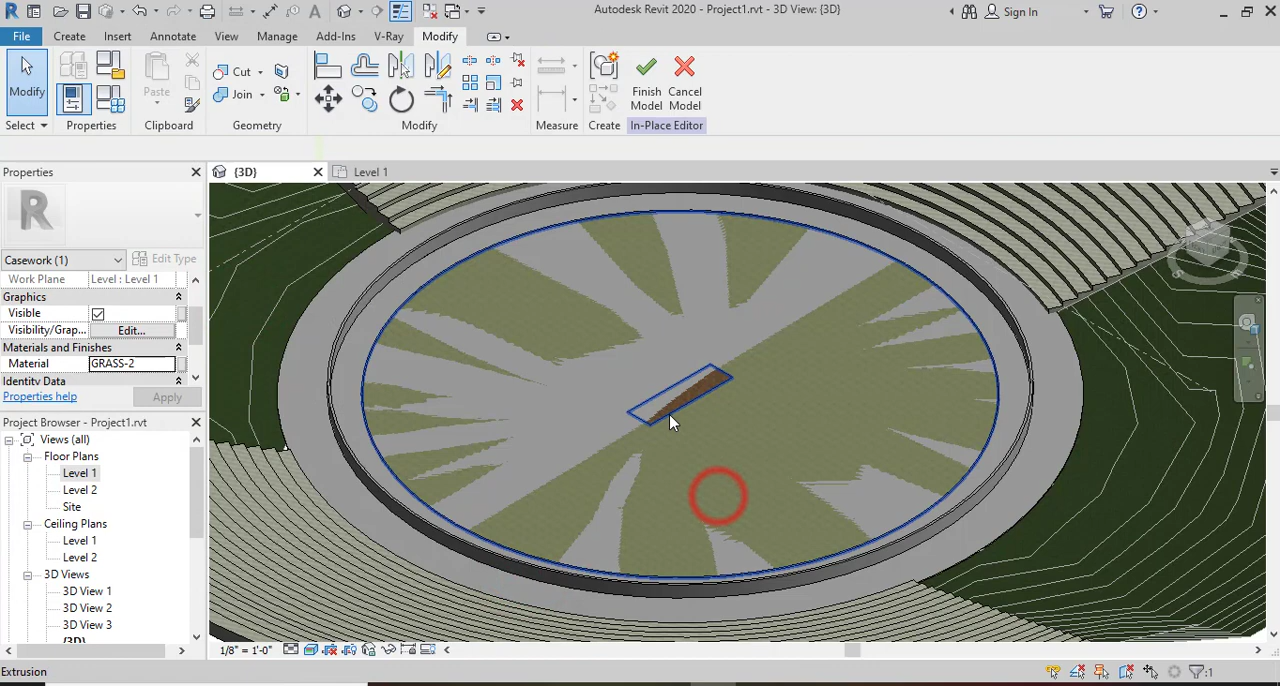 Autodesk Revit 2020 - Project1.rvt - 3D View: {3D}
Sign In
File Create Insert Annotate View Manage Add-Ins V-Ray Modify
Modify
Paste
Cut
Join
Finish Model
Cancel Model
Select Properties Clipboard Geometry Modify Measure Create In-Place Editor
Properties
{3D}
Level 1
Casework (1)
Edit Type
Work Plane Level : Level 1
Graphics
Visible
Visibility/Grap... Edit...
Materials and Finishes
Material GRASS-2
Identity Data
Properties help
Apply
Project Browser - Project1.rvt
Views (all)
Floor Plans
Level 1
Level 2
Site
Ceiling Plans
Level 1
Level 2
3D Views
3D View 1
3D View 2
3D View 3
{3D}
1/8" = 1'-0"
Extrusion
:1